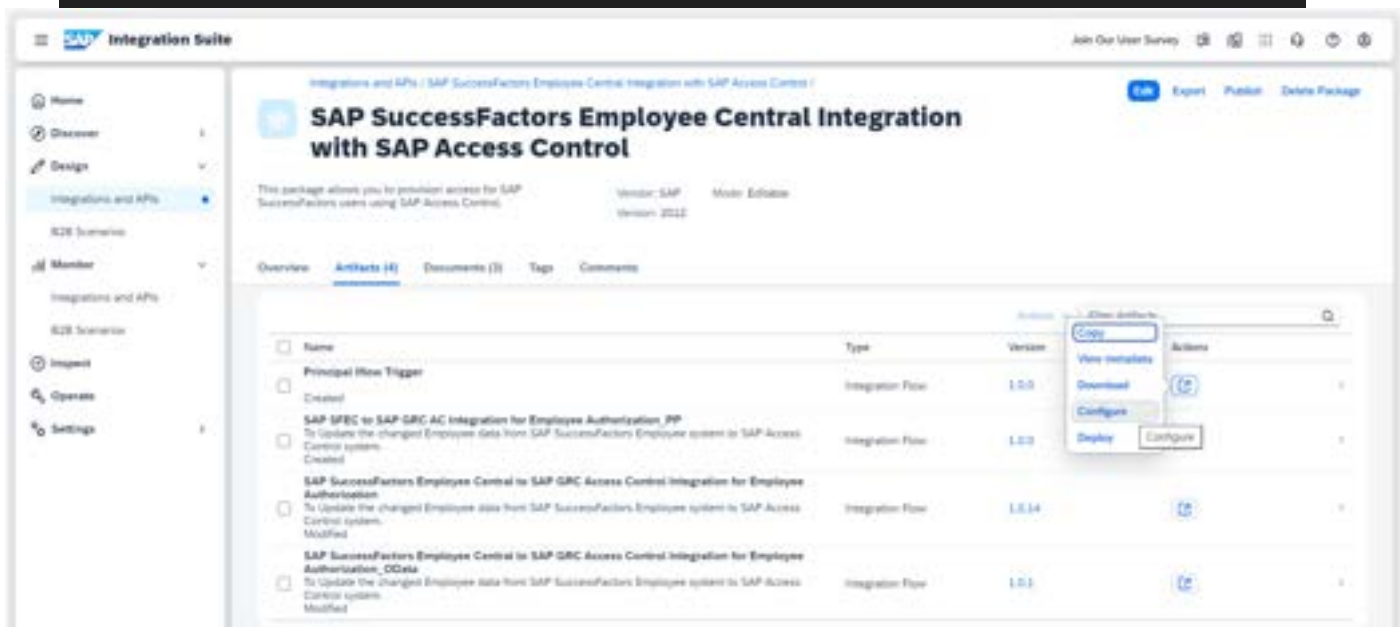 SAP Integration Suite
Join Our User Survey
Home
Discover
Design
Integrations and APIs
B2B Scenarios
Monitor
Integrations and APIs
B2B Scenarios
Inspect
Operate
Settings
Integrations and APIs / SAP SuccessFactors Employee Central Integration with SAP Access Control /
SAP SuccessFactors Employee Central Integration
with SAP Access Control
Edit Export Publish Delete Package
This package allows you to provision access for SAP
SuccessFactors users using SAP Access Control.
Vendor: SAP Mode: Editable
Version: 2012
Overview Artifacts (4) Documents (3) Tags Comments
Actions Filter Artifacts
Name Type Version Actions
Principal Iflow Trigger
Created
Integration Flow 1.0.0
SAP SFEC to SAP GRC AC Integration for Employee Authorization_PP
To Update the changed Employee data from SAP SuccessFactors Employee system to SAP Access
Control system.
Created
Integration Flow 1.0.0
SAP SuccessFactors Employee Central to SAP GRC Access Control Integration for Employee
Authorization
To Update the changed Employee data from SAP SuccessFactors Employee system to SAP Access
Control system.
Modified
Integration Flow 1.0.14
SAP SuccessFactors Employee Central to SAP GRC Access Control Integration for Employee
Authorization_OData
To Update the changed Employee data from SAP SuccessFactors Employee system to SAP Access
Control system.
Modified
Integration Flow 1.0.1
Copy
View metadata
Download
Configure
Deploy
Configure